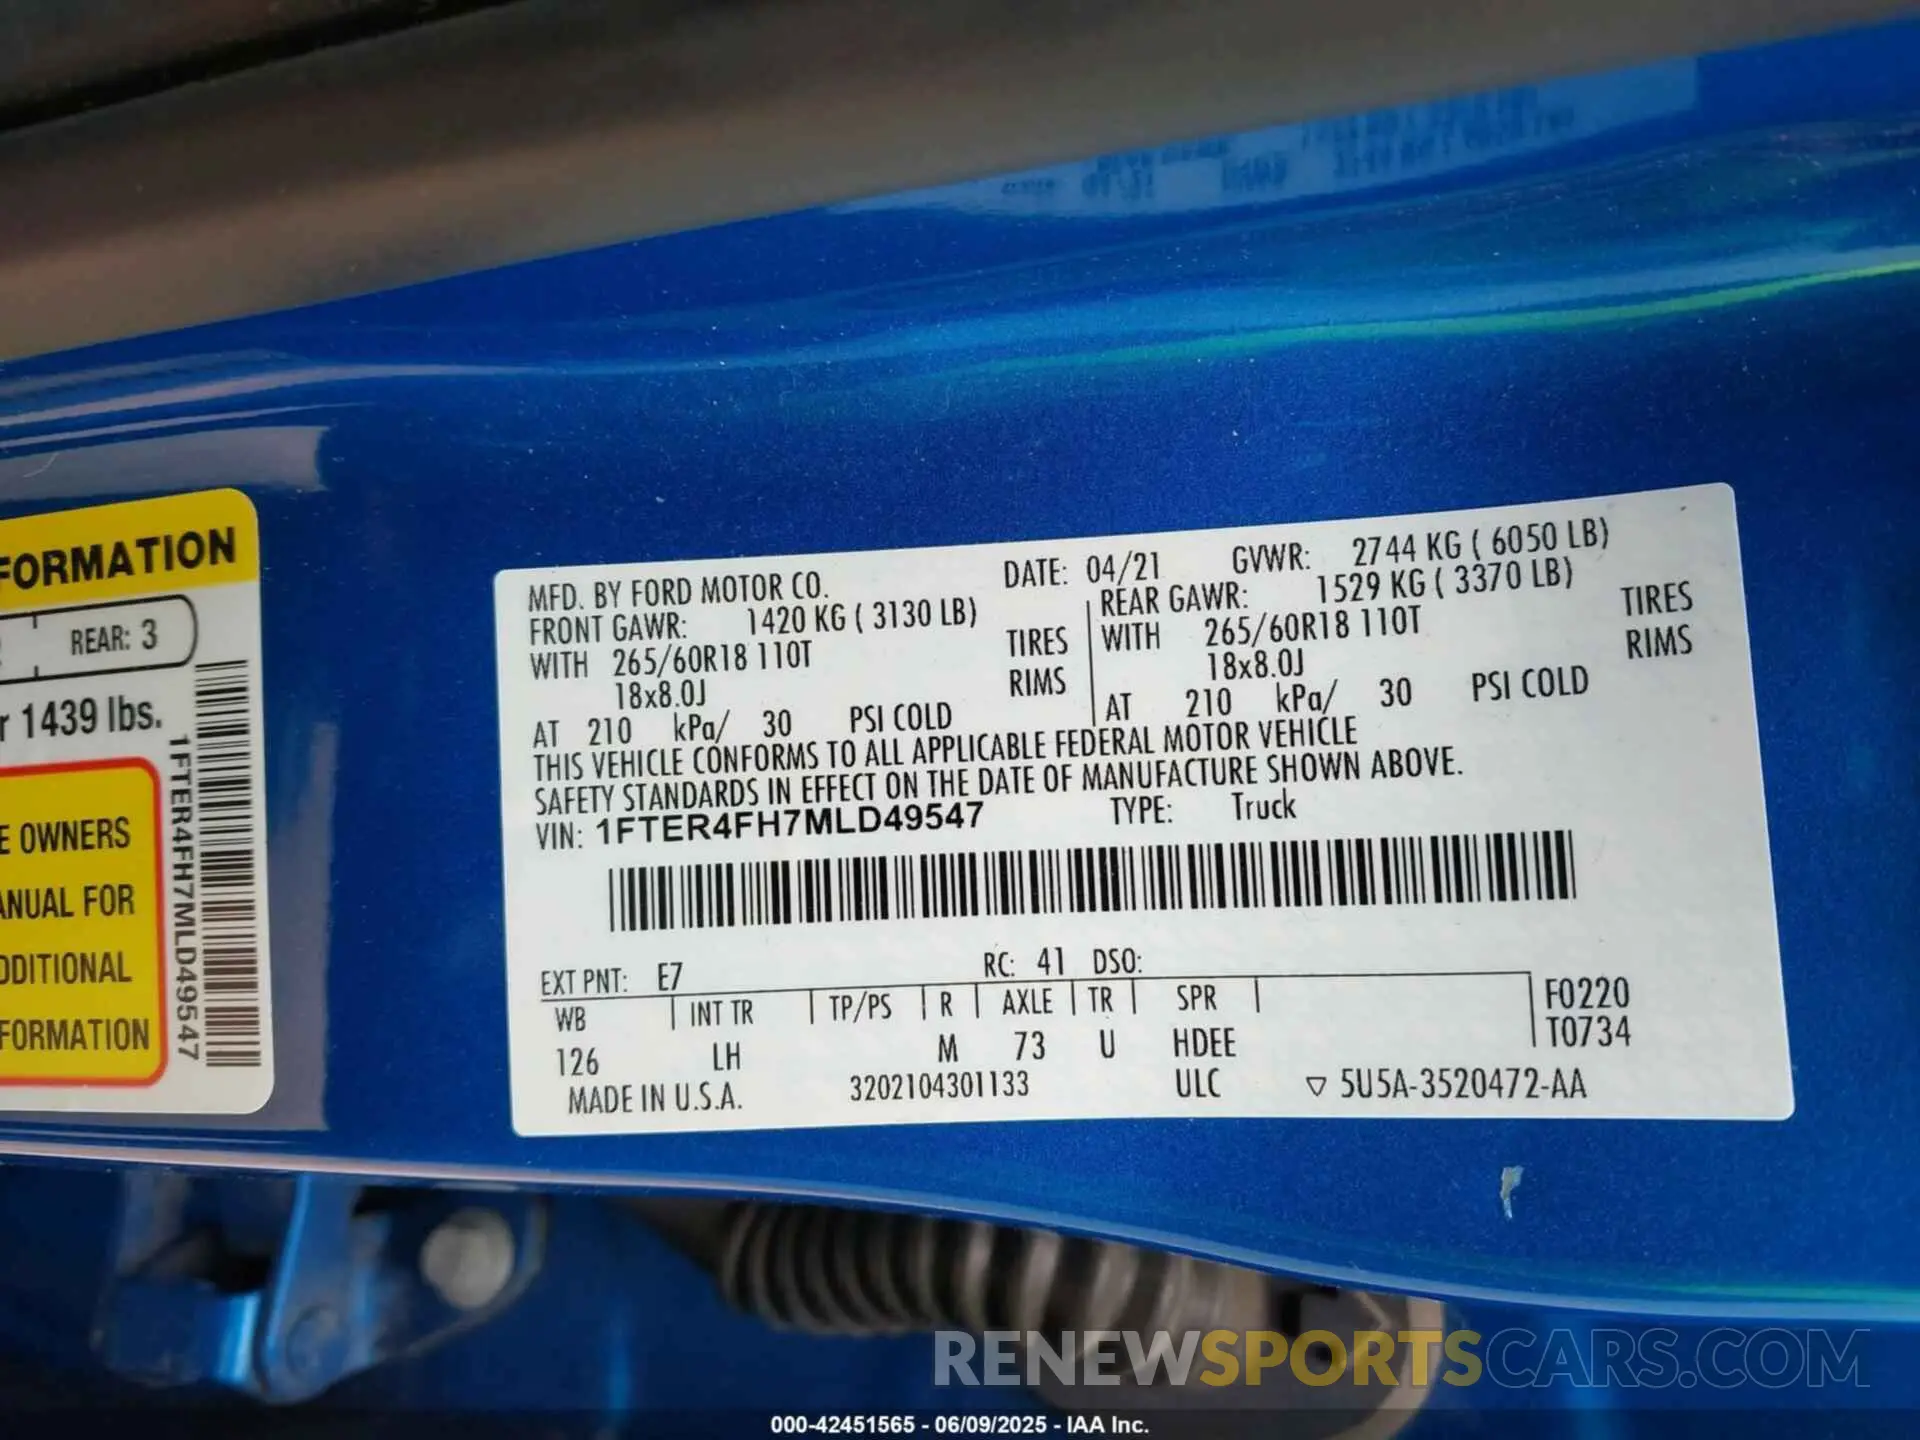 FORMATION
REAR: 3
r 1439 lbs.
E OWNERS
ANUAL FOR
DDITIONAL
FORMATION
1FTER4FH7MLD49547
MFD. BY FORD MOTOR CO. DATE: 04/21 GVWR: 2744 KG ( 6050 LB)
FRONT GAWR: 1420 KG ( 3130 LB) REAR GAWR: 1529 KG ( 3370 LB)
WITH 265/60R18 110T TIRES WITH 265/60R18 110T TIRES
18x8.0J RIMS 18x8.0J RIMS
AT 210 kPa/ 30 PSI COLD AT 210 kPa/ 30 PSI COLD
THIS VEHICLE CONFORMS TO ALL APPLICABLE FEDERAL MOTOR VEHICLE
SAFETY STANDARDS IN EFFECT ON THE DATE OF MANUFACTURE SHOWN ABOVE.
VIN: 1FTER4FH7MLD49547 TYPE: Truck
EXT PNT: E7 RC: 41 DSO:
WB INT TR TP/PS R AXLE TR SPR F0220
126 LH M 73 U HDEE T0734
MADE IN U.S.A. 3202104301133 ULC ▽ 5U5A-3520472-AA
RENEWSPORTSCARS.COM
000-42451565 - 06/09/2025 - IAA Inc.